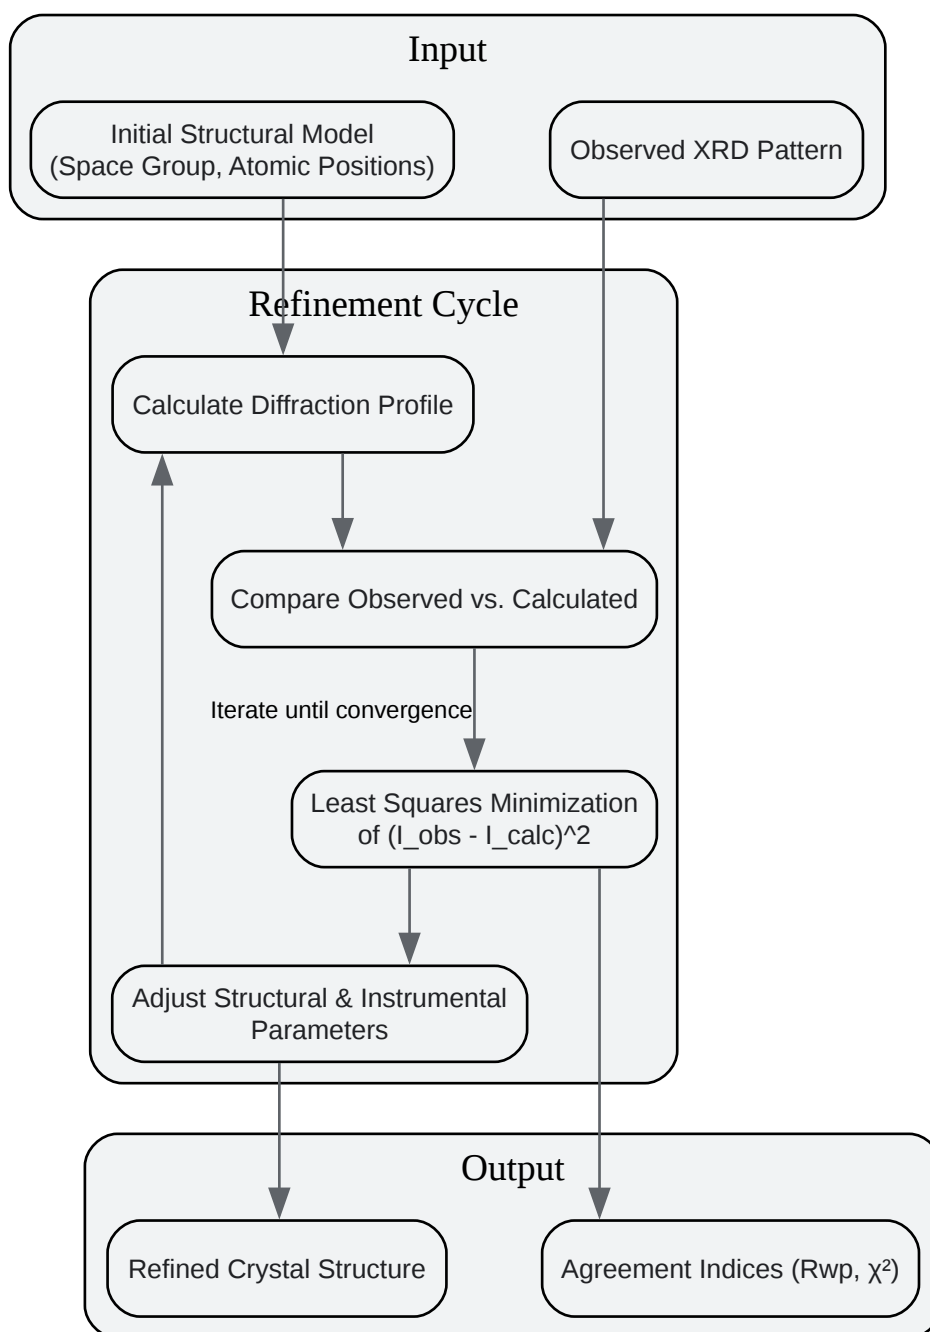 Input
Initial Structural Model
(Space Group, Atomic Positions)
Observed XRD Pattern
Refinement Cycle
Calculate Diffraction Profile
Compare Observed vs. Calculated
Iterate until convergence
Least Squares Minimization
of (I_obs - I_calc)^2
Adjust Structural & Instrumental
Parameters
Output
Refined Crystal Structure
Agreement Indices (Rwp, χ²)